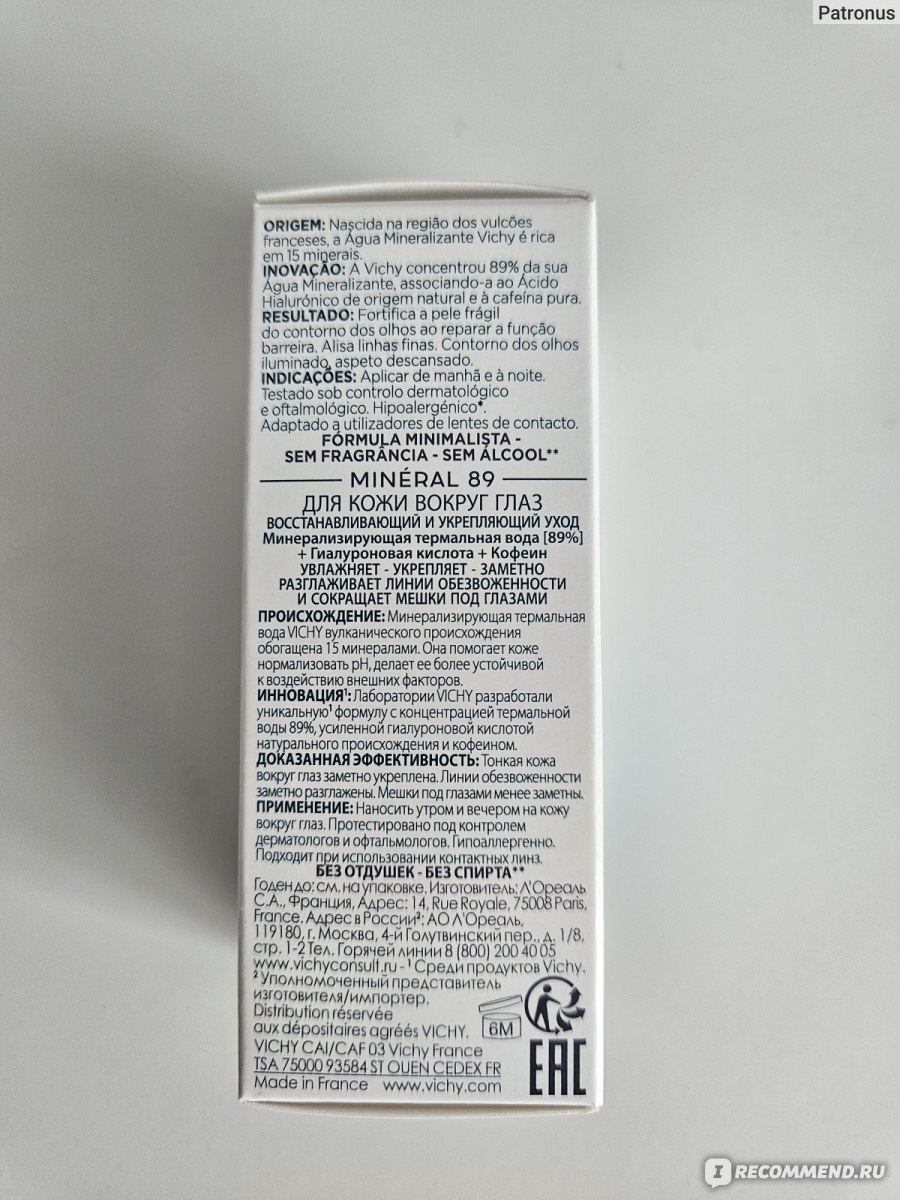 Patronus
ORIGEM: Nascida na região dos vulcões
franceses, a Água Mineralizante Vichy é rica
em 15 minerais.
INOVAÇÃO: A Vichy concentrou 89% da sua
Água Mineralizante, associando-a ao Ácido
Hialurónico de origem natural e à cafeína pura.
RESULTADO: Fortifica a pele frágil
do contorno dos olhos ao reparar a função
barreira. Alisa linhas finas. Contorno dos olhos
iluminado, aspeto descansado.
INDICAÇÕES: Aplicar de manhã e à noite.
Testado sob controlo dermatológico
e oftalmológico. Hipoalergénico*.
Adaptado a utilizadores de lentes de contacto.
FÓRMULA MINIMALISTA -
SEM FRAGRÂNCIA - SEM ÁLCOOL**
MINÉRAL 89
ДЛЯ КОЖИ ВОКРУГ ГЛАЗ
ВОССТАНАВЛИВАЮЩИЙ И УКРЕПЛЯЮЩИЙ УХОД
Минерализирующая термальная вода [89%]
+ Гиалуроновая кислота + Кофеин
УВЛАЖНЯЕТ - УКРЕПЛЯЕТ - ЗАМЕТНО
РАЗГЛАЖИВАЕТ ЛИНИИ ОБЕЗВОЖЕННОСТИ
И СОКРАЩАЕТ МЕШКИ ПОД ГЛАЗАМИ
ПРОИСХОЖДЕНИЕ: Минерализирующая термальная
вода VICHY вулканического происхождения
обогащена 15 минералами. Она помогает коже
нормализовать pH, делает ее более устойчивой
к воздействию внешних факторов.
ИННОВАЦИЯ¹: Лаборатории VICHY разработали
уникальную¹ формулу с концентрацией термальной
воды 89%, усиленной гиалуроновой кислотой
натурального происхождения и кофеином.
ДОКАЗАННАЯ ЭФФЕКТИВНОСТЬ: Тонкая кожа
вокруг глаз заметно укреплена. Линии обезвоженности
заметно разглажены. Мешки под глазами менее заметны.
ПРИМЕНЕНИЕ: Наносить утром и вечером на кожу
вокруг глаз. Протестировано под контролем
дерматологов и офтальмологов. Гипоаллергенно.
Подходит при использовании контактных линз.
БЕЗ ОТДУШЕК - БЕЗ СПИРТА**
Годен до: см. на упаковке. Изготовитель: Л'Ореаль
С.А., Франция, Адрес: 14, Rue Royale, 75008 Paris,
France. Адрес в России²: АО Л'Ореаль,
119180, г. Москва, 4-й Голутвинский пер., д. 1/8,
стр. 1-2 Тел. Горячей линии 8 (800) 200 40 05
www.vichyconsult.ru - ¹ Среди продуктов Vichy.
² Уполномоченный представитель
изготовителя/импортер.
Distribution réservée
aux dépositaires agréés VICHY.
6M
VICHY CAI/CAF 03 Vichy France
TSA 75000 93584 ST OUEN CEDEX FR
Made in France www.vichy.com
EAC
IRECOMMEND.RU